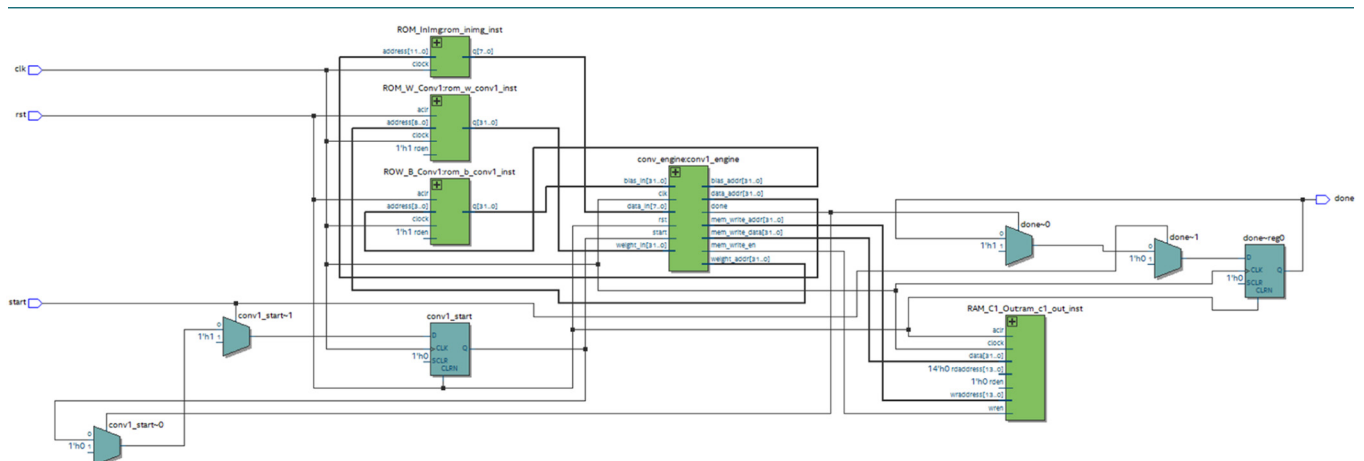 ROM_InImg:rom_inimg_inst
address[11..0]
q[7..0]
clock
clk
ROM_W_Conv1:rom_w_conv1_inst
rst
aclr
address[8..0]
q[31..0]
clock
1'h1 rden
ROW_B_Conv1:rom_b_conv1_inst
aclr
address[3..0]
q[31..0]
clock
1'h1 rden
conv_engine:conv1_engine
bias_in[31..0]
bias_addr[31..0]
clk
data_addr[31..0]
data_in[7..0]
done
rst
mem_write_addr[31..0]
start
mem_write_data[31..0]
mem_write_en
weight_in[31..0]
weight_addr[31..0]
done
done~0
0
1'h1 1
done~1
0
1'h0 1
done~reg0
D
CLK
Q
1'h0
SCLR
CLRN
start
conv1_start~1
0
1'h1 1
conv1_start
D
CLK
Q
1'h0
SCLR
CLRN
RAM_C1_Out:ram_c1_out_inst
aclr
clock
data[31..0]
14'h0 rdaddress[13..0]
1'h0 rden
wraddress[13..0]
wren
conv1_start~0
0
1'h0 1